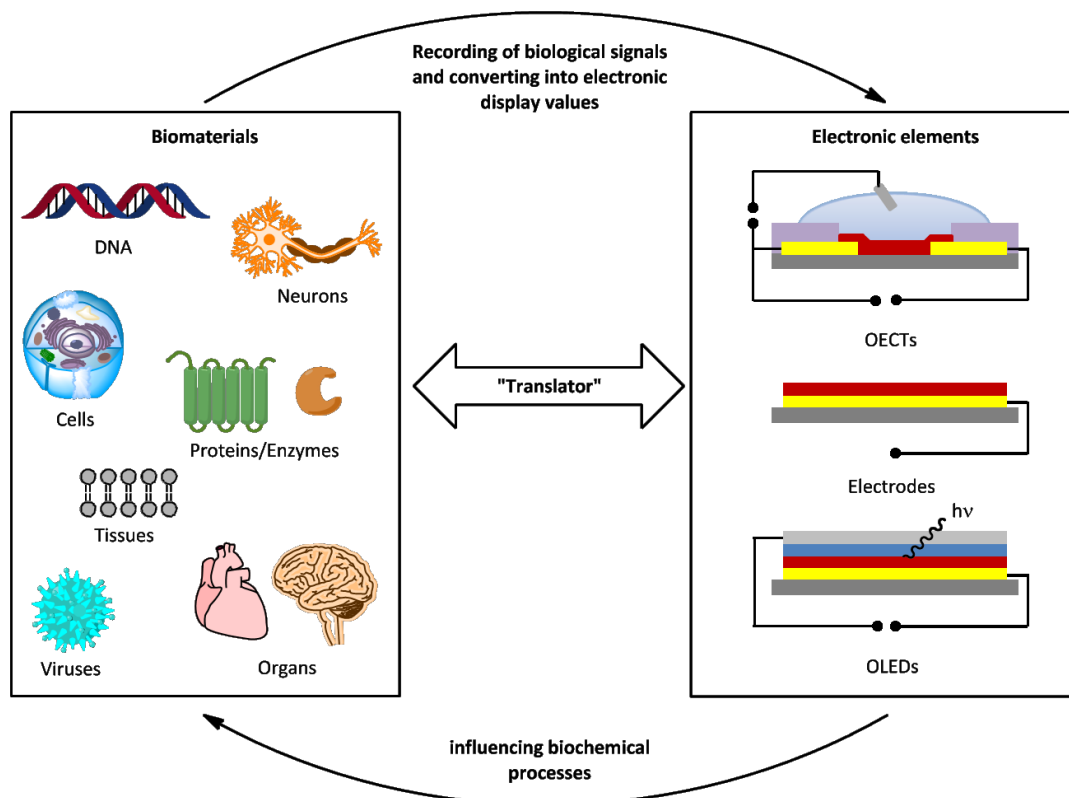 Recording of biological signals
and converting into electronic
display values
Biomaterials
DNA
Neurons
Cells
Proteins/Enzymes
Tissues
Viruses
Organs
"Translator"
Electronic elements
OECTs
Electrodes
hν
OLEDs
influencing biochemical
processes